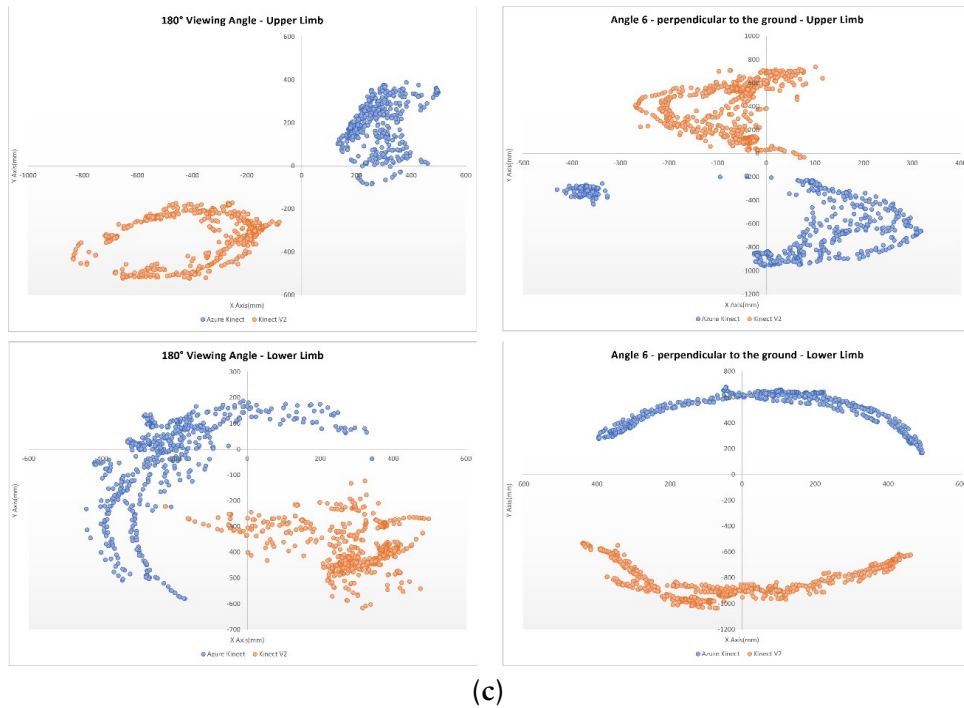 180° Viewing Angle - Upper Limb
600
400
200
0
-1000 -800 -600 -400 -200 0 200 400 600
-200
-400
-600
Y Axis(mm)
X Axis(mm)
Azure Kinect Kinect V2
Angle 6 - perpendicular to the ground - Upper Limb
1000
800
600
400
200
0
-500 -400 -300 -200 -100 0 100 200 300 400
-200
-400
-600
-800
1000
1200
Y Axis(mm)
X Axis(mm)
Azure Kinect Kinect V2
180° Viewing Angle - Lower Limb
300
200
100
0
-600 -400 -200 0 200 400 600
-100
-200
-300
-400
-500
-600
-700
Y Axis(mm)
X Axis(mm)
Azure Kinect Kinect V2
Angle 6 - perpendicular to the ground - Lower Limb
800
600
400
200
0
600 400 -200 0 200 400 600
-200
-400
-600
-800
-1000
-1200
Y Axis(mm)
X Axis(mm)
Azure Kinect Kinect V2
(c)